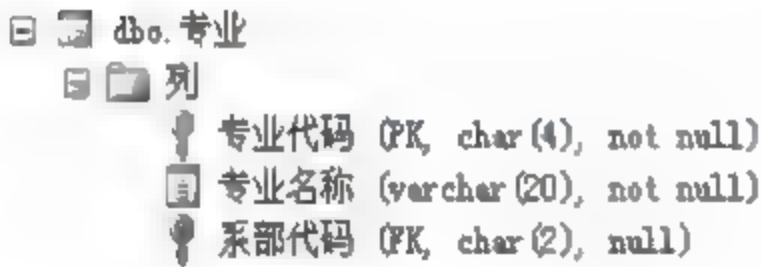 dbo.专业
列
专业代码 (PK, char(4), not null)
专业名称 (varchar(20), not null)
系部代码 (FK, char(2), null)